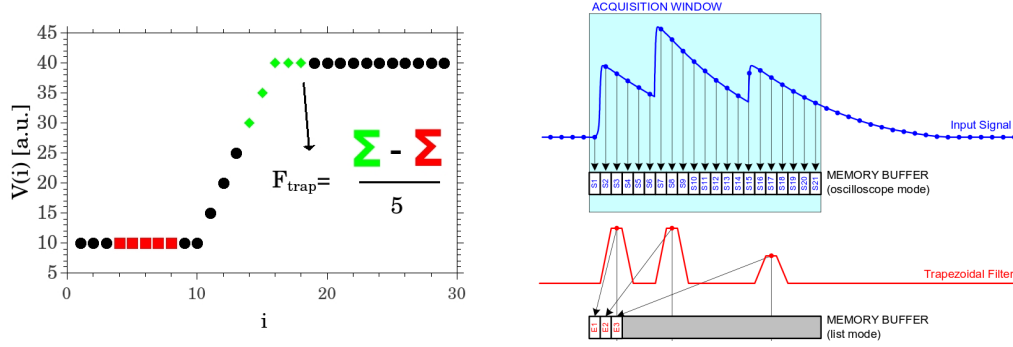 45
40
35
30
25
20
15
10
5
V(i) [a.u.]
0
10
20
30
i
F_trap= Σ - Σ
5
ACQUISITION WINDOW
Input Signal
S1 S2 S3 S4 S5 S6 S7 S8 S9 S10 S11 S12 S13 S14 S15 S16 S17 S18 S19 S20 S21
MEMORY BUFFER
(oscilloscope mode)
Trapezoidal Filter
E1 E2 E3
MEMORY BUFFER
(list mode)